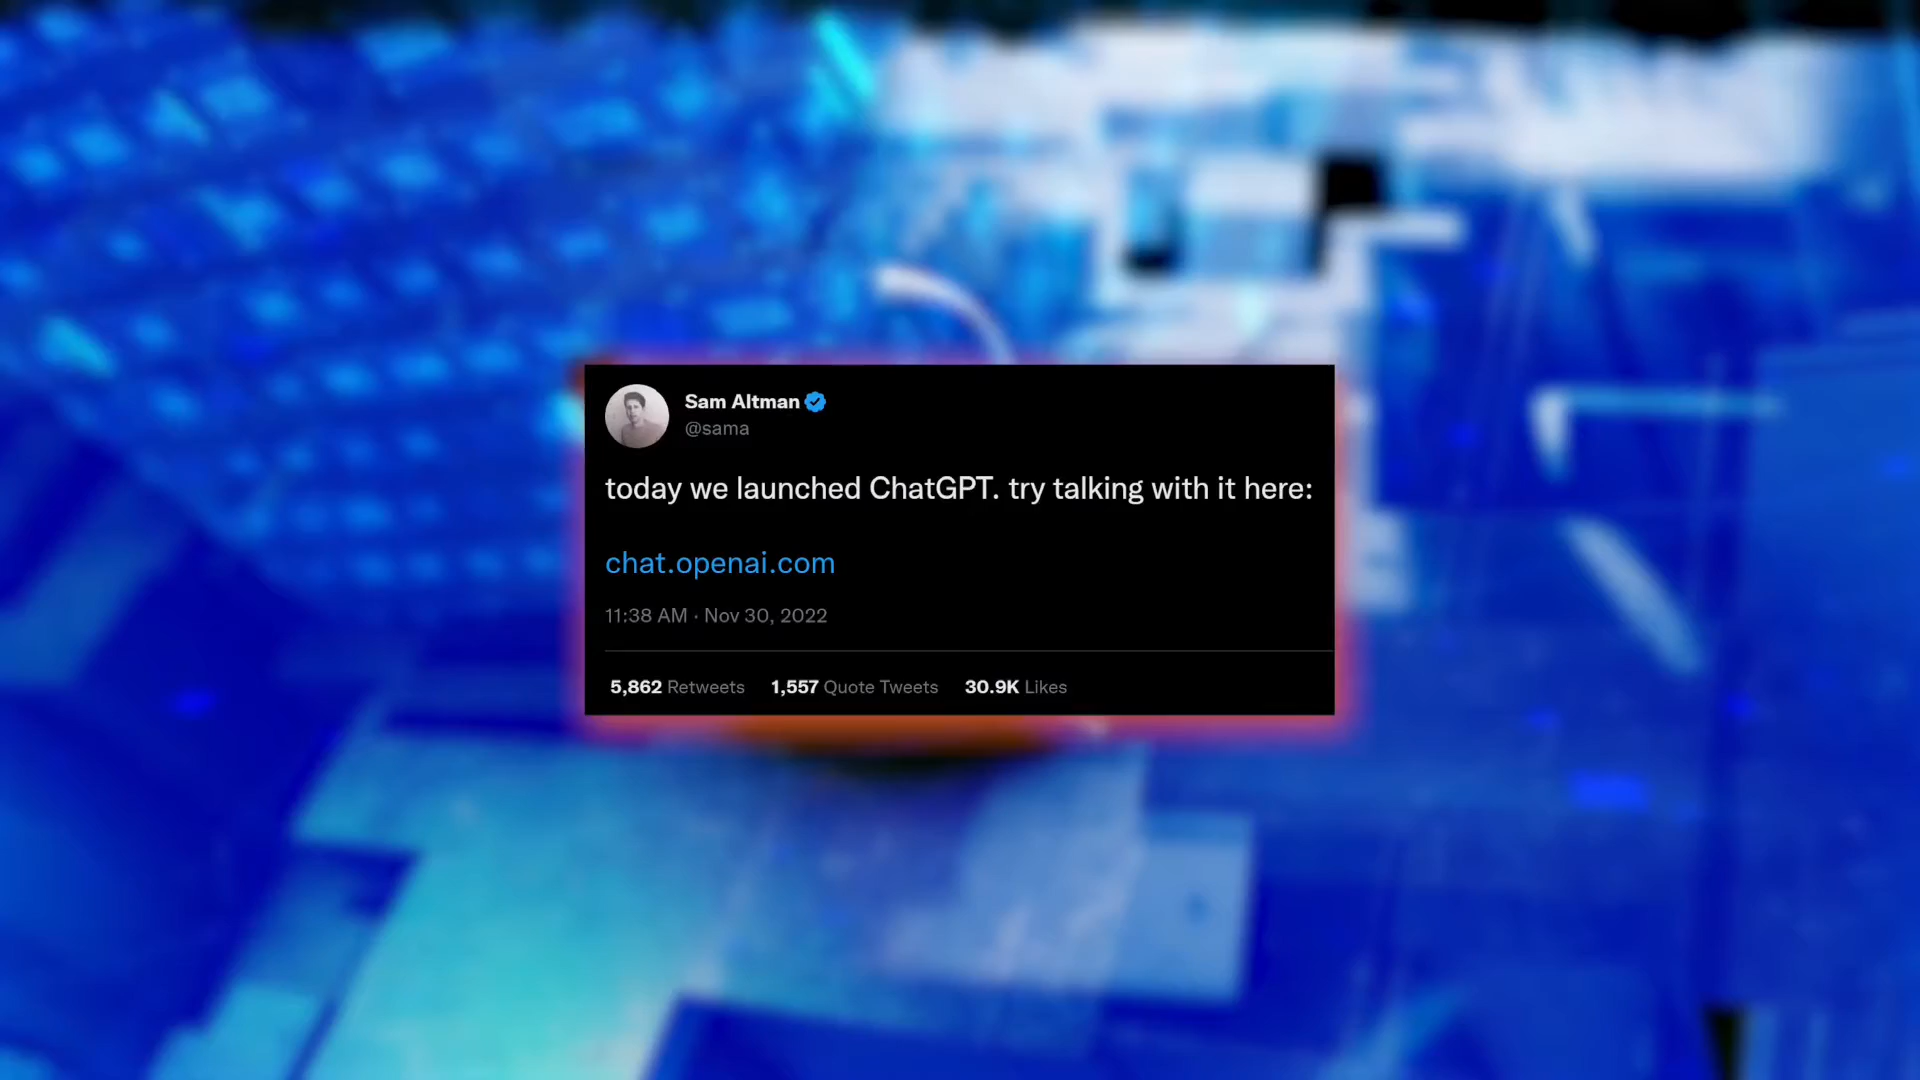 Sam Altman
@sama
today we launched ChatGPT. try talking with it here:
chat.openai.com
11:38 AM · Nov 30, 2022
5,862 Retweets 1,557 Quote Tweets 30.9K Likes